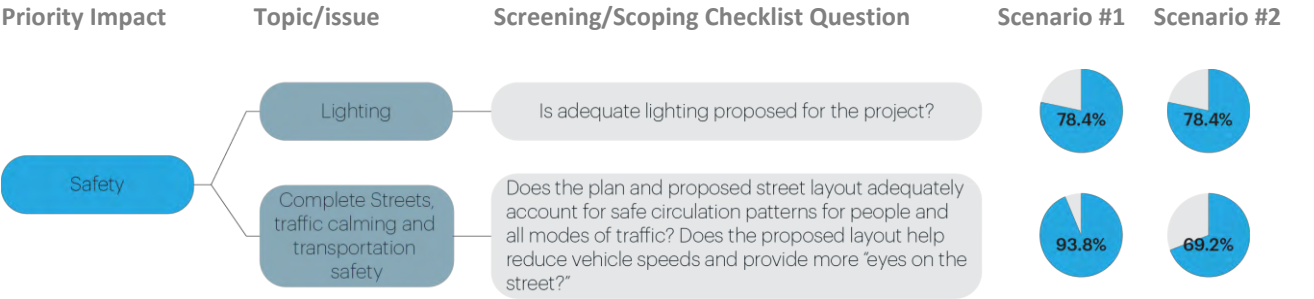 Priority Impact Topic/issue Screening/Scoping Checklist Question Scenario #1 Scenario #2
Lighting
Is adequate lighting proposed for the project?
78.4%
78.4%
Safety
Complete Streets,
traffic calming and
transportation
safety
Does the plan and proposed street layout adequately
account for safe circulation patterns for people and
all modes of traffic? Does the proposed layout help
reduce vehicle speeds and provide more “eyes on the
street?”
93.8%
69.2%